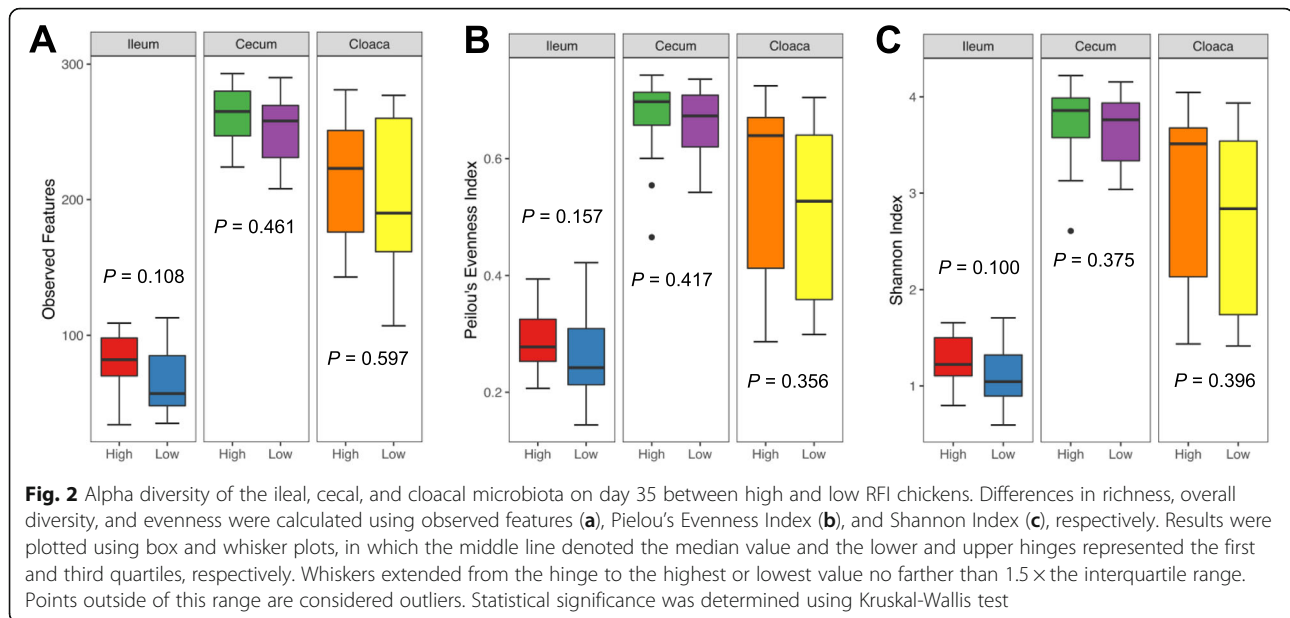 A
Ileum
Cecum
Cloaca
300
200
100
Observed Features
P = 0.108
P = 0.461
P = 0.597
High
Low
High
Low
High
Low
B
Ileum
Cecum
Cloaca
0.6
0.4
0.2
Peilou's Evenness Index
P = 0.157
P = 0.417
P = 0.356
High
Low
High
Low
High
Low
C
Ileum
Cecum
Cloaca
4
3
2
1
Shannon Index
P = 0.100
P = 0.375
P = 0.396
High
Low
High
Low
High
Low
Fig. 2 Alpha diversity of the ileal, cecal, and cloacal microbiota on day 35 between high and low RFI chickens. Differences in richness, overall
diversity, and evenness were calculated using observed features (a), Pielou's Evenness Index (b), and Shannon Index (c), respectively. Results were
plotted using box and whisker plots, in which the middle line denoted the median value and the lower and upper hinges represented the first
and third quartiles, respectively. Whiskers extended from the hinge to the highest or lowest value no farther than 1.5 × the interquartile range.
Points outside of this range are considered outliers. Statistical significance was determined using Kruskal-Wallis test